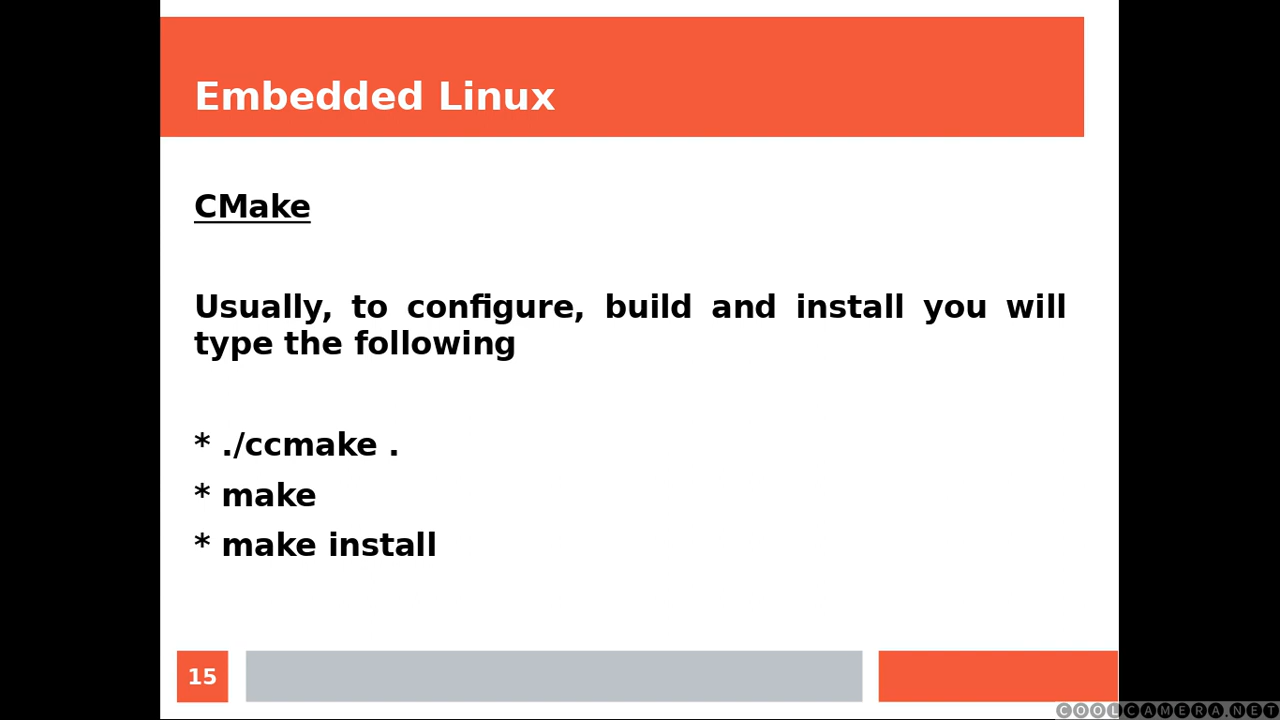 Embedded Linux
CMake
Usually, to configure, build and install you will
type the following
* ./ccmake .
* make
* make install
15
COOLCAMERA.NET